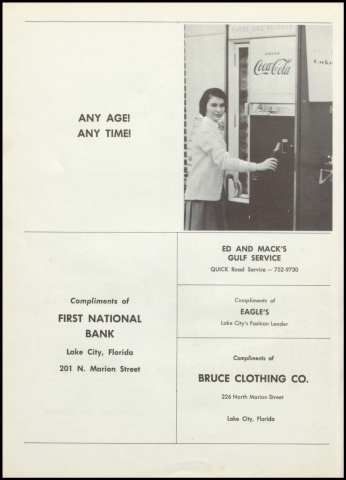 ANY AGE!
ANY TIME!
DRINK
Coca-Cola
ED AND MACK'S
GULF SERVICE
QUICK Road Service — 752-9730
Compliments of
FIRST NATIONAL
BANK
Lake City, Florida
201 N. Marion Street
Compliments of
EAGLE'S
Lake City's Fashion Leader
Compliments of
BRUCE CLOTHING CO.
226 North Marion Street
Lake City, Florida